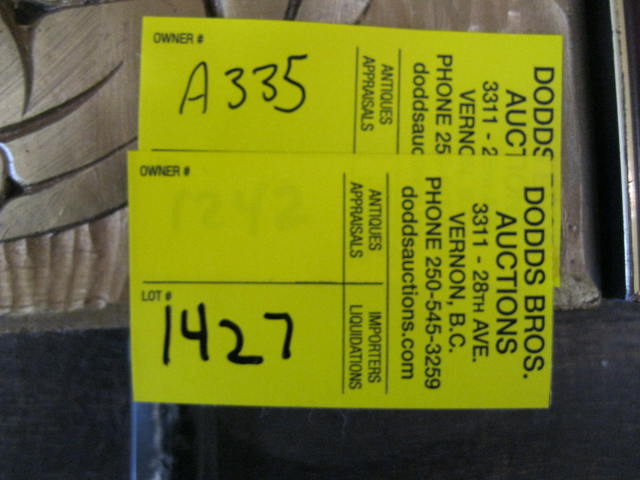 OWNER #
A335
ANTIQUES
APPRAISALS
DODDS
AUCT
3311 - 2
VERNO
PHONE 25
doddsauc
OWNER #
1242
LOT #
1427
ANTIQUES
APPRAISALS
IMPORTERS
LIQUIDATIONS
DODDS BROS.
AUCTIONS
3311 - 28TH AVE.
VERNON, B.C.
PHONE 250-545-3259
doddsauctions.com